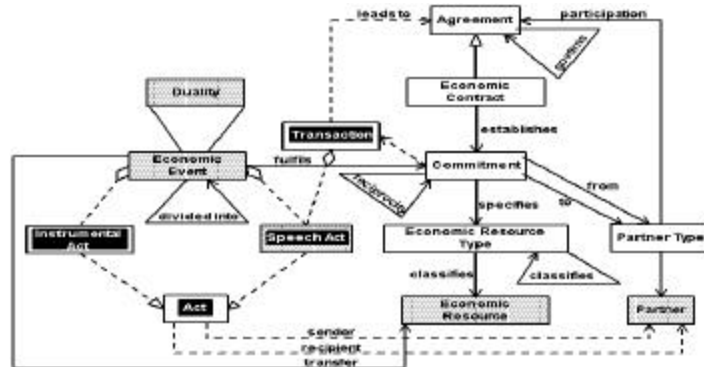 leads to
Agreement
participation
governs
Duality
Economic
Contract
Transaction
establishes
Economic
Event
fulfils
Commitment
reciprocity
from
to
divided into
specifies
Instrumental
Act
Speech Act
Economic Resource
Type
Partner Type
classifies
classifies
Act
Economic
Resource
Partner
sender
recipient
transfer